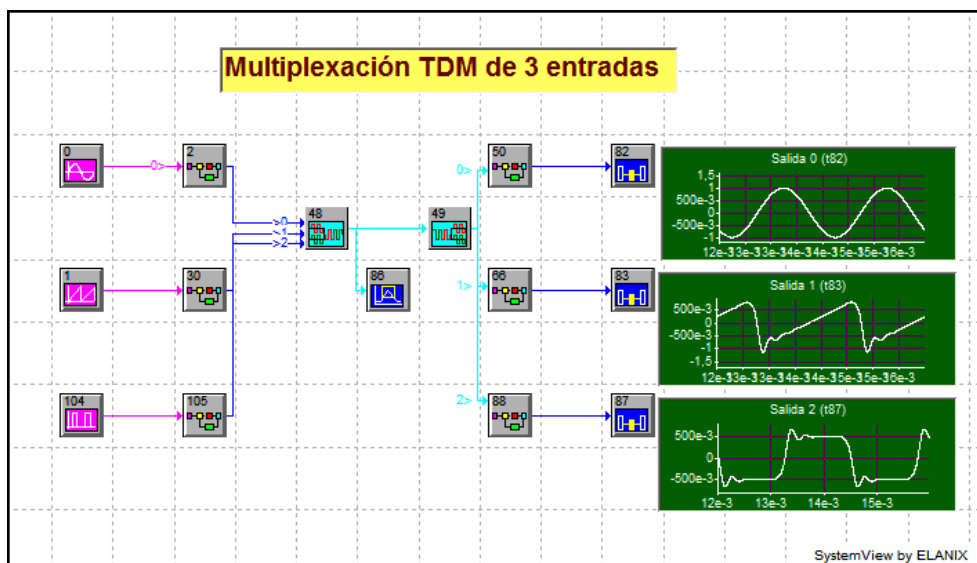 Multiplexación TDM de 3 entradas
0
0>
2
1
30
104
105
>0
>1
>2
48
86
49
0>
1>
2>
50
66
88
82
83
87
Salida 0 (t82)
1,5
1
500e-3
0
-500e-3
-1
Salida 1 (t83)
500e-3
0
-500e-3
-1
-1,5
Salida 2 (t87)
500e-3
0
-500e-3
12e-3 13e-3 14e-3 15e-3
SystemView by ELANIX